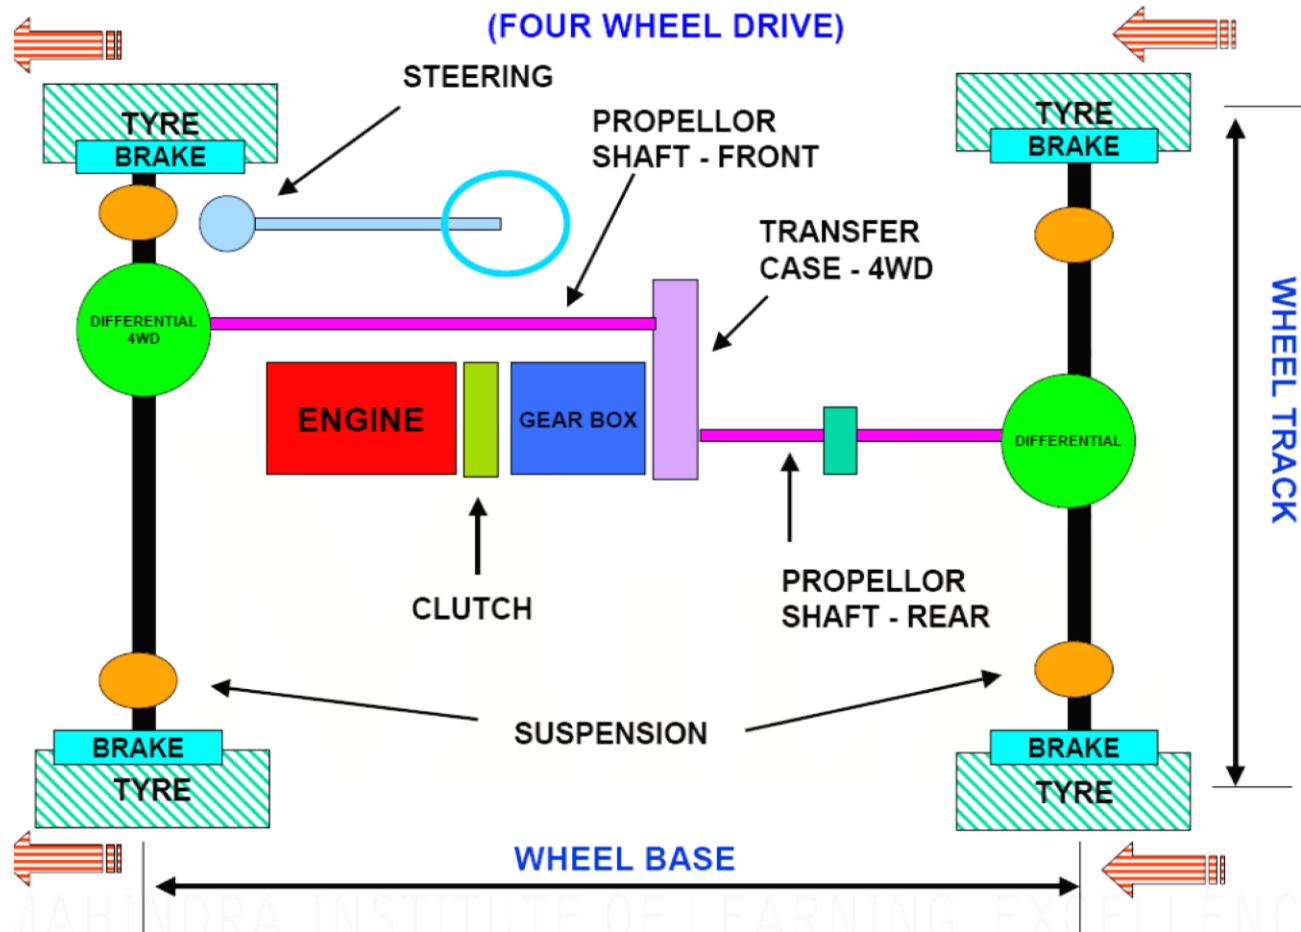 (FOUR WHEEL DRIVE)
STEERING
TYRE
BRAKE
PROPELLOR
SHAFT - FRONT
TYRE
BRAKE
TRANSFER
CASE - 4WD
DIFFERENTIAL
4WD
ENGINE
GEAR BOX
DIFFERENTIAL
WHEEL TRACK
CLUTCH
PROPELLOR
SHAFT - REAR
SUSPENSION
BRAKE
TYRE
BRAKE
TYRE
WHEEL BASE
MAHINDRA INSTITUTE OF LEARNING EXCELLENC